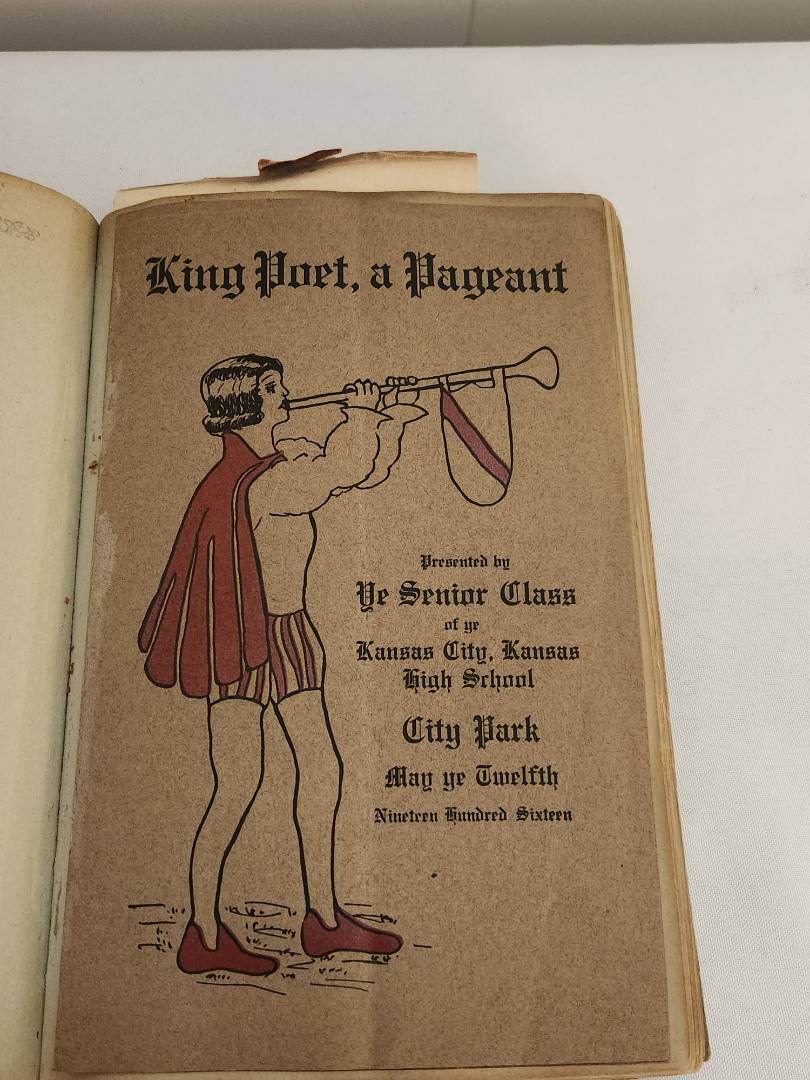 King Poet, a Pageant
Presented by
Ye Senior Class
of ye
Kansas City, Kansas
High School
City Park
May ye Twelfth
Nineteen Hundred Sixteen